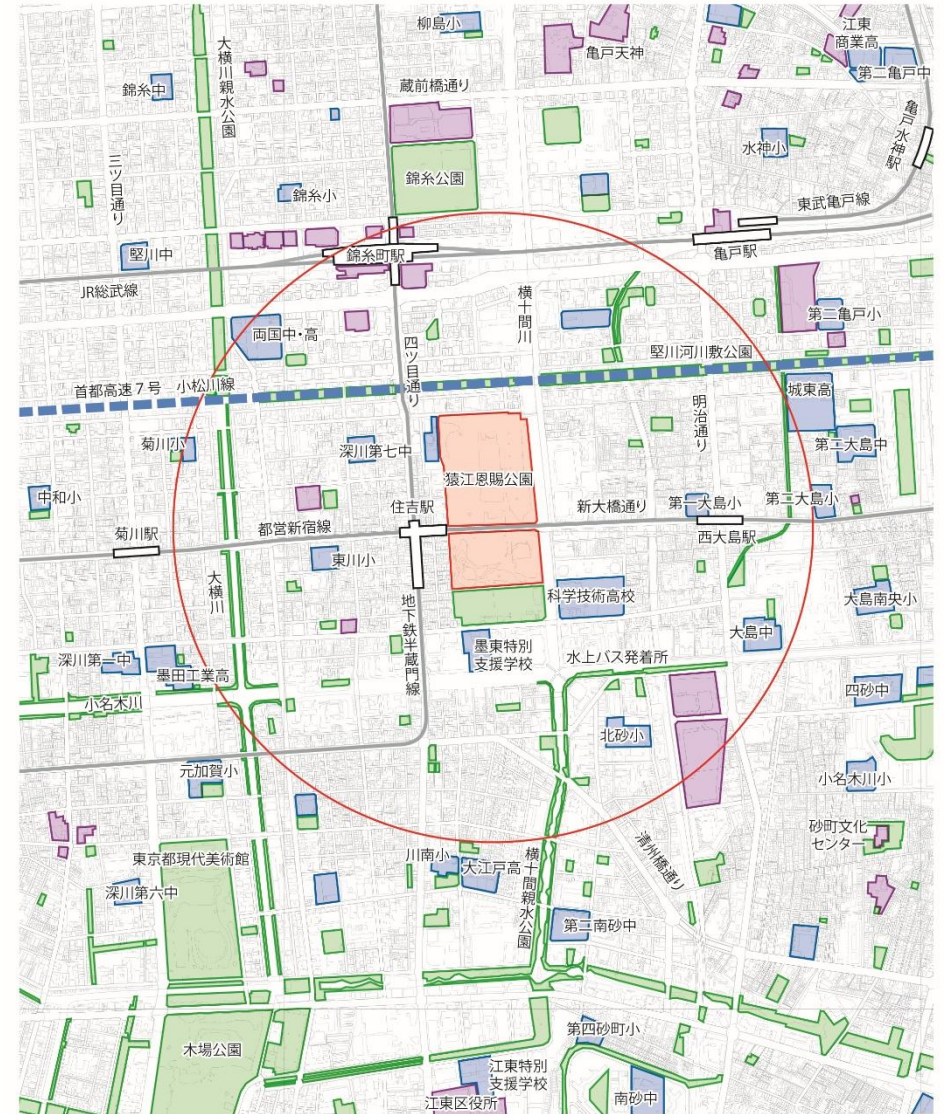 柳島小
亀戸天神
江東
商業高
第二亀戸中
大横川親水公園
錦糸中
蔵前橋通り
亀戸水神駅
水神小
三ツ目通り
錦糸小
錦糸公園
東武亀戸線
竪川中
錦糸町駅
亀戸駅
JR総武線
横十間川
両国中・高
四ツ目通り
第二亀戸小
竪川河川敷公園
首都高速7号 小松川線
城東高
明治通り
菊川小
深川第七中
第二大島中
猿江恩賜公園
中和小
住吉駅
新大橋通り
第一大島小
第二大島小
都営新宿線
菊川駅
西大島駅
東川小
大横川
科学技術高校
大島南央小
地下鉄半蔵門線
大島中
墨東特別
支援学校
水上バス発着所
深川第一中
墨田工業高
四砂中
小名木川
北砂小
元加賀小
小名木川小
砂町文化
センター
清州橋通り
東京都現代美術館
川南小
大江戸高
横十間親水公園
深川第六中
第二南砂中
木場公園
第四砂町小
江東特別
支援学校
江東区役所
南砂中